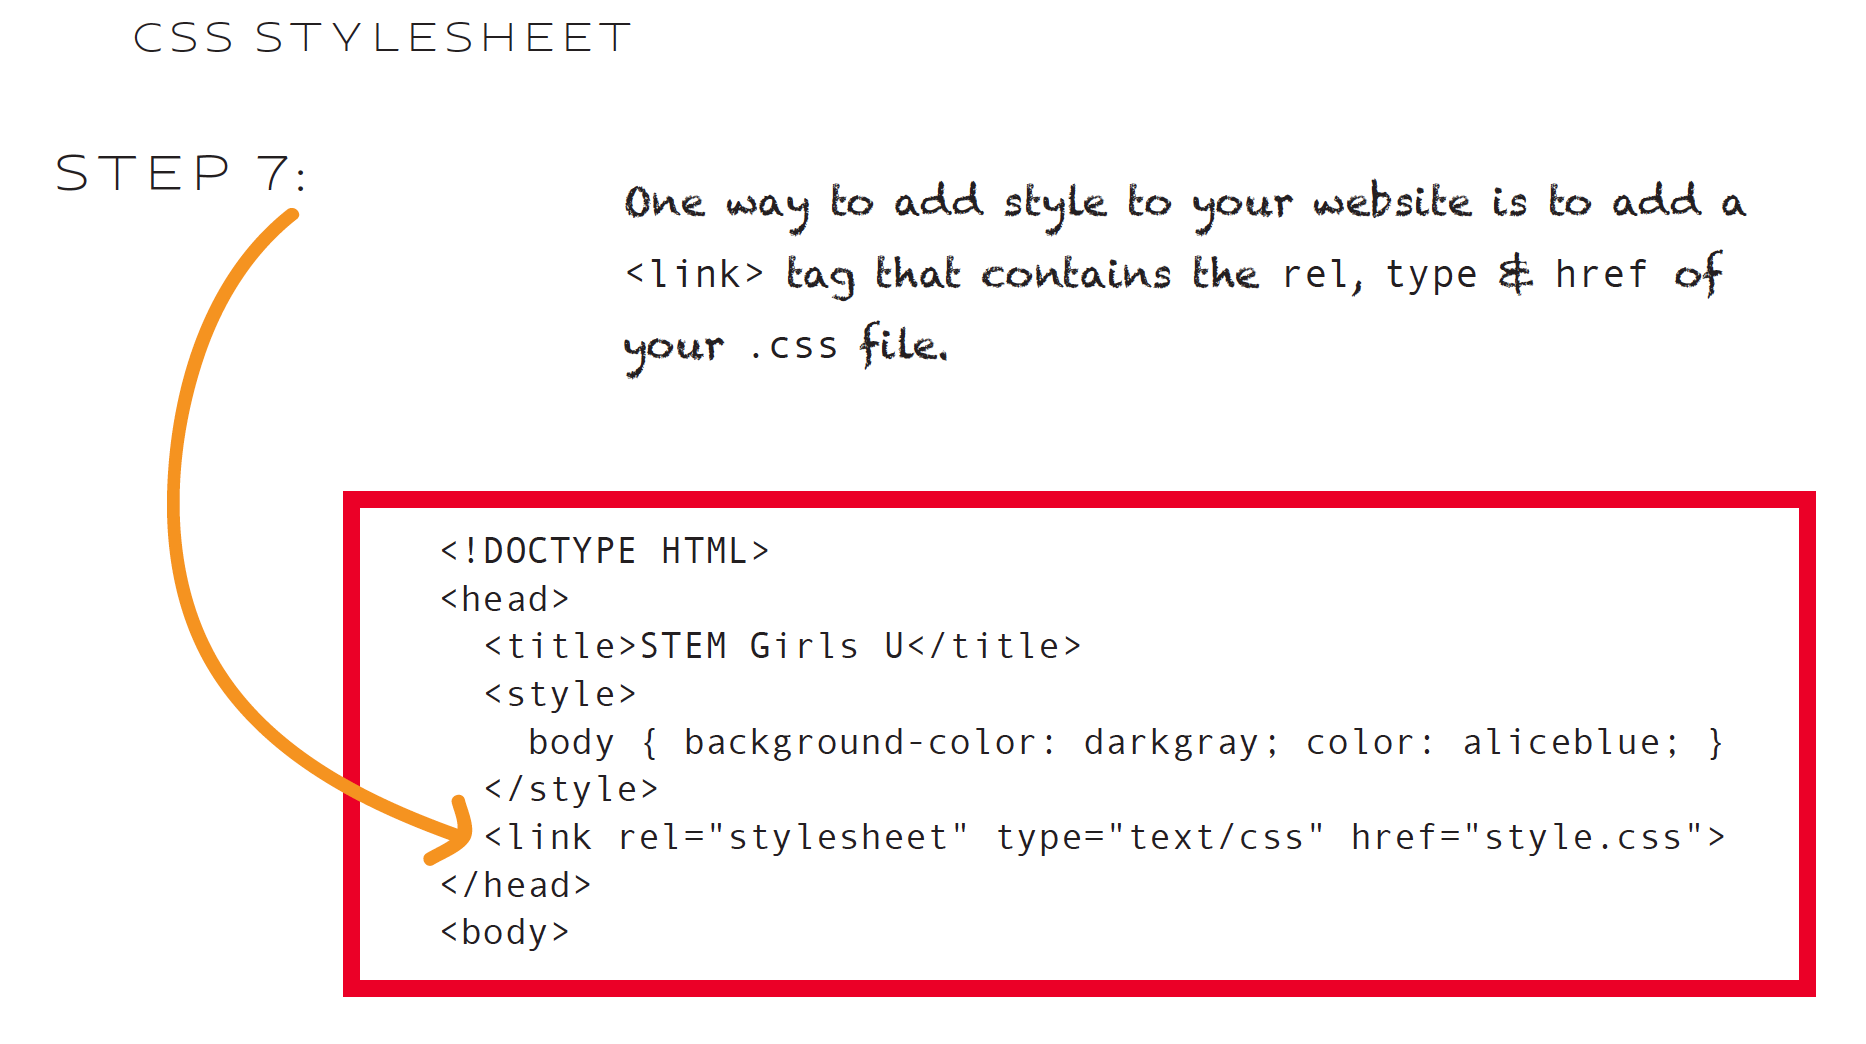 CSS STYLESHEET
STEP 7:
One way to add style to your website is to add a
<link> tag that contains the rel, type & href of
your .css file.
<!DOCTYPE HTML>
<head>
<title>STEM Girls U</title>
<style>
body { background-color: darkgray; color: aliceblue; }
</style>
<link rel="stylesheet" type="text/css" href="style.css">
</head>
<body>